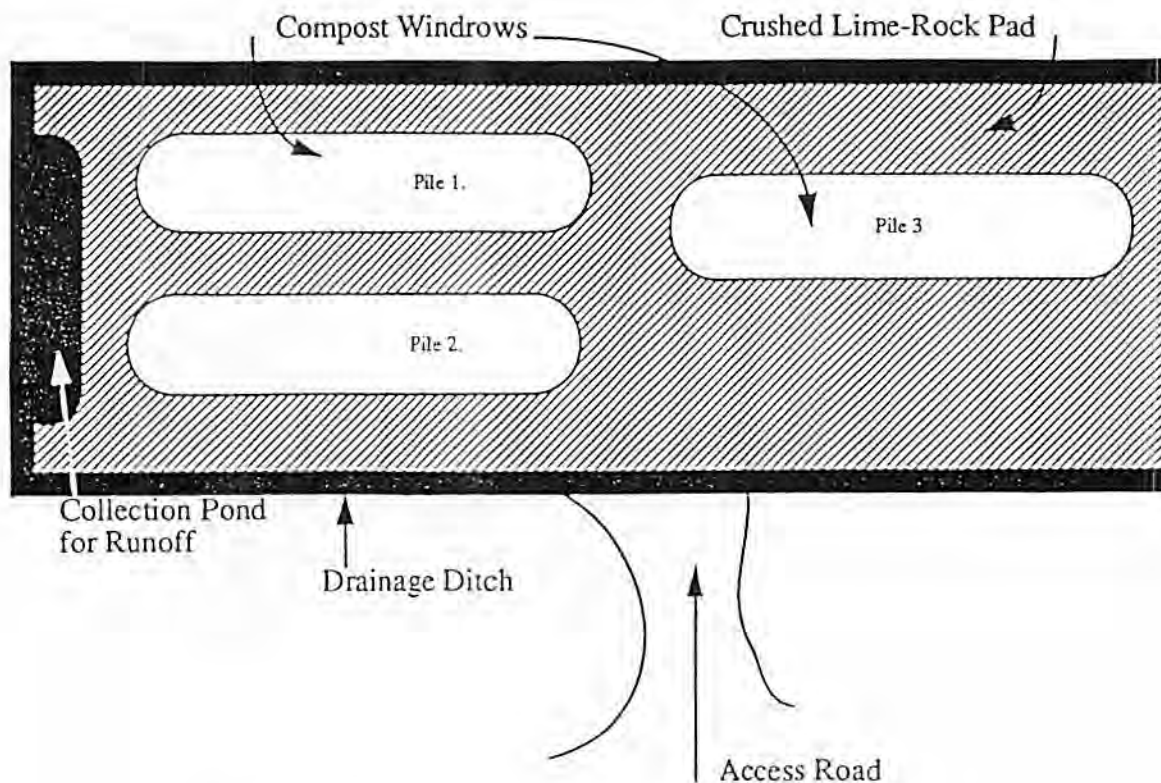 Compost Windrows
Crushed Lime-Rock Pad
Pile 1.
Pile 3
Pile 2.
Collection Pond
for Runoff
Drainage Ditch
Access Road